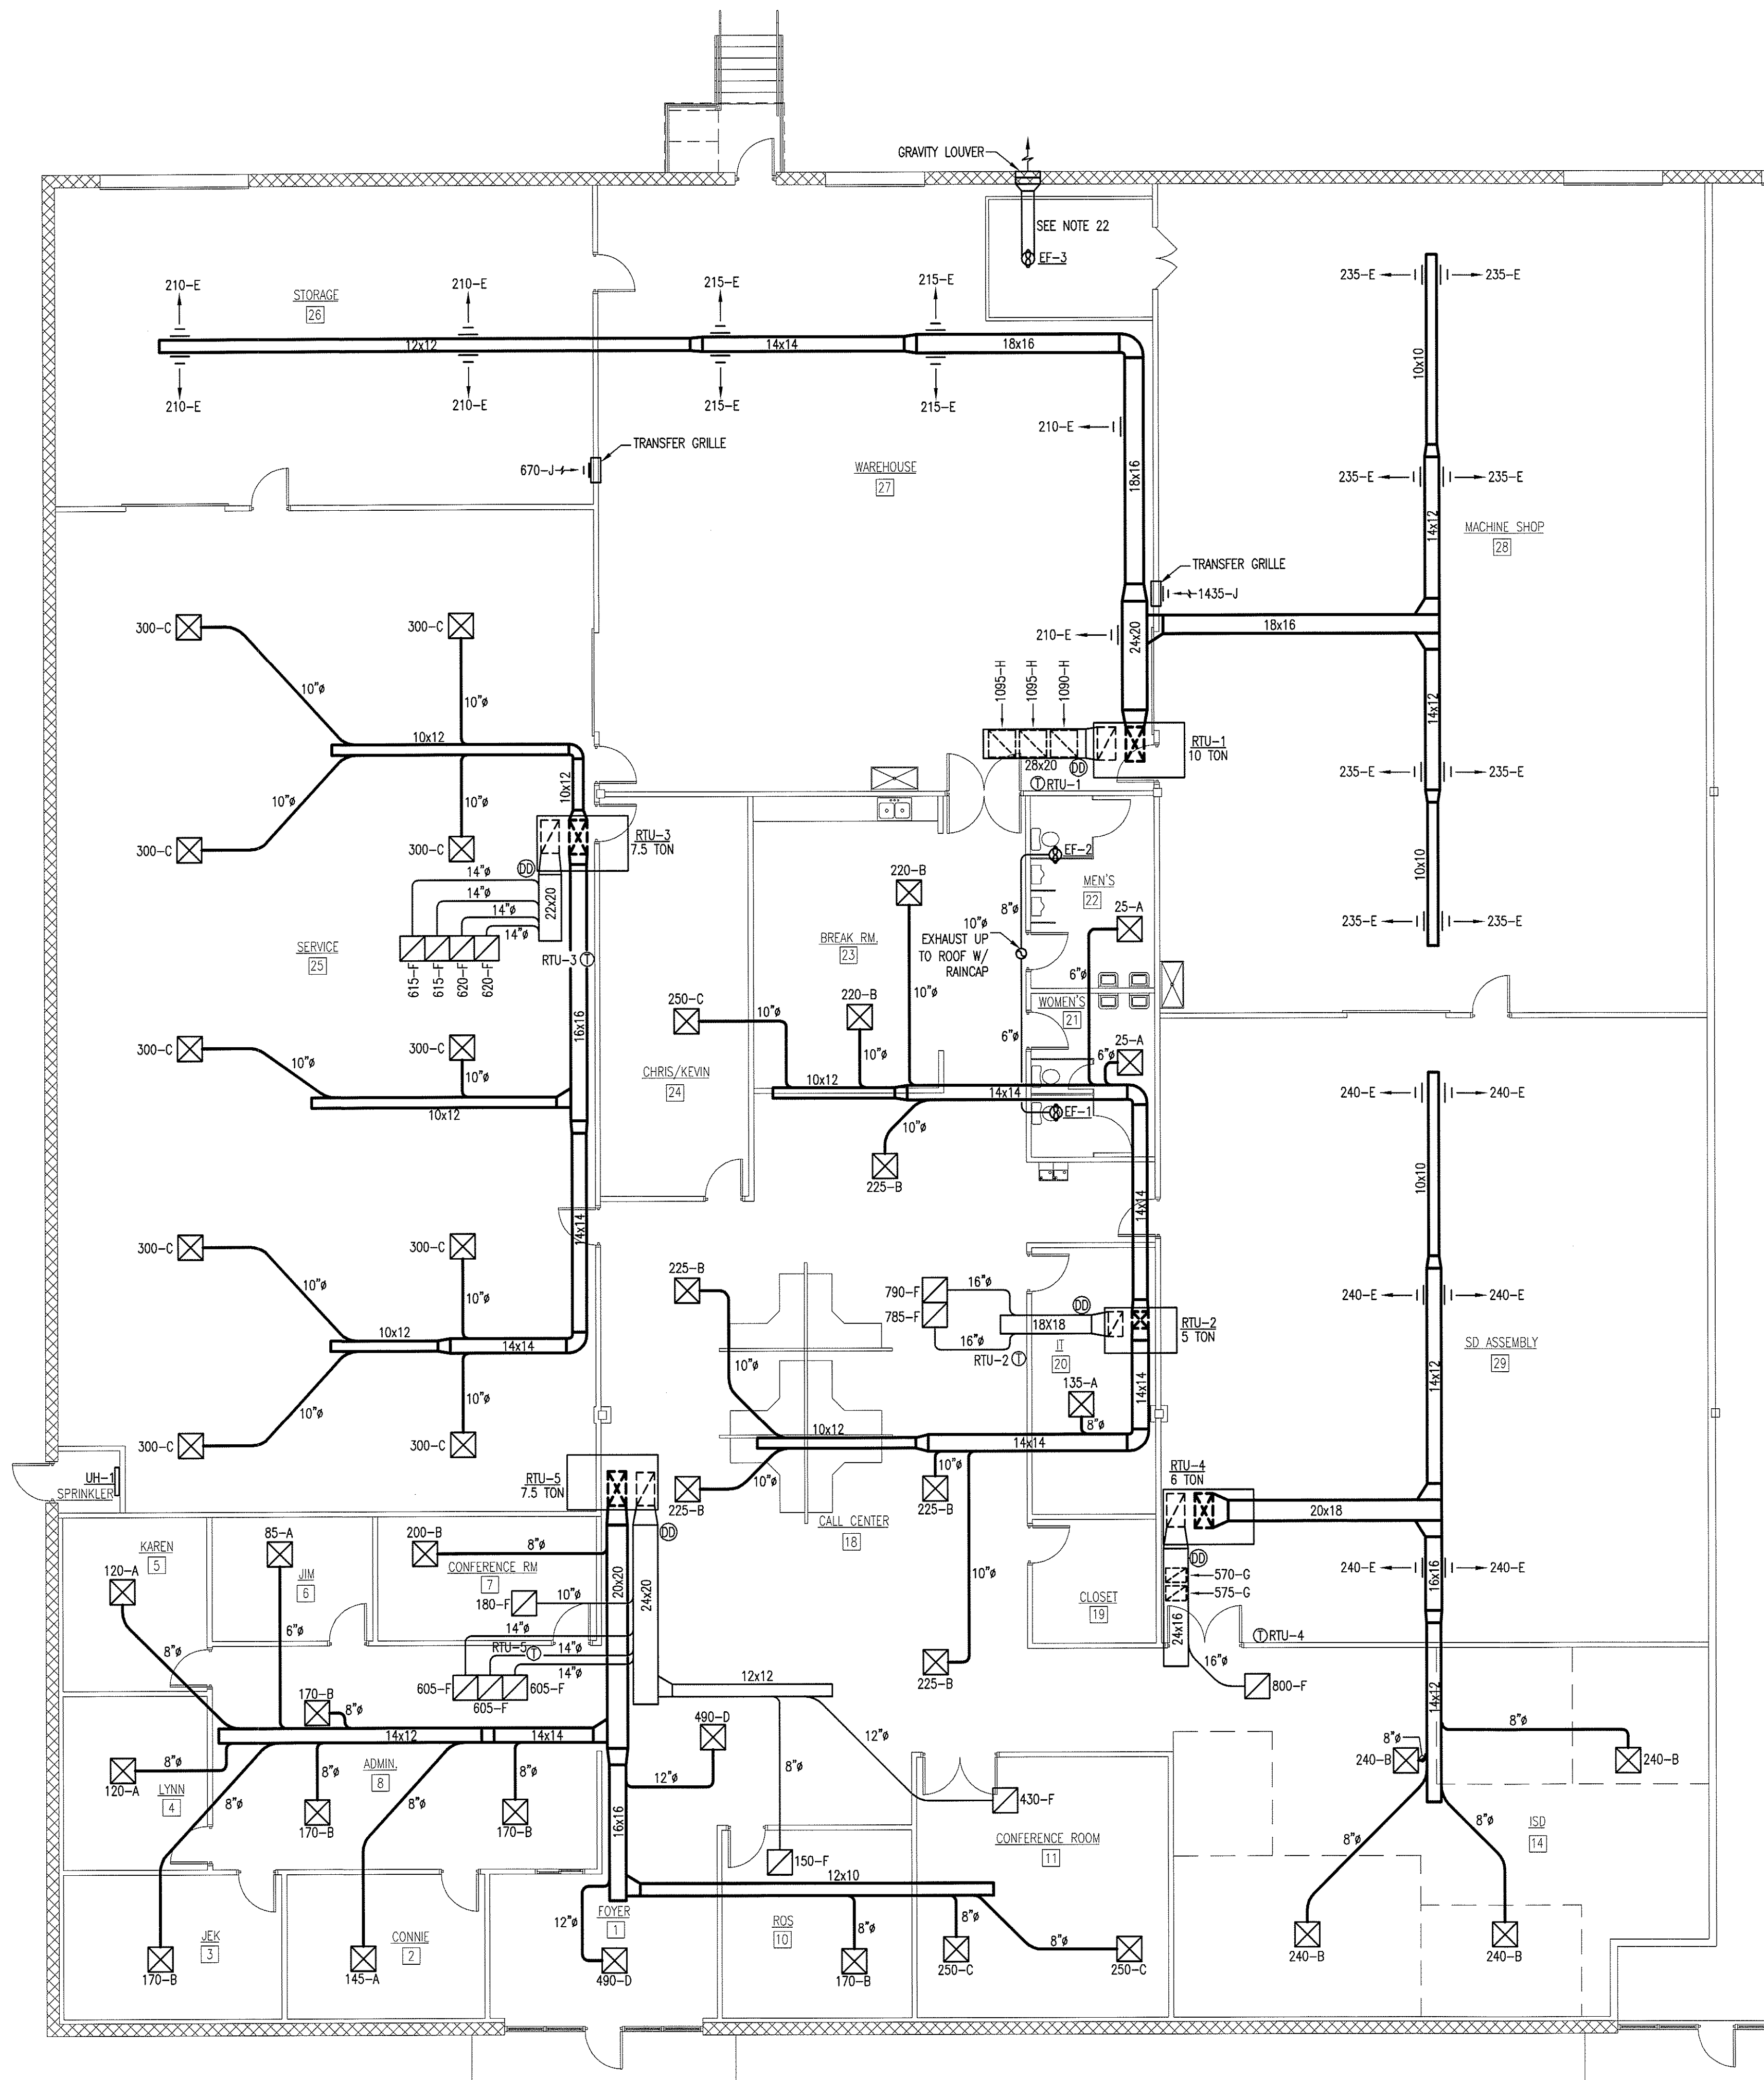 GRAVITY LOUVER
SEE NOTE 22
EF-3
210-E
210-E
215-E
215-E
STORAGE
26
12x12
14x14
18x16
210-E
210-E
215-E
215-E
235-E
235-E
10x10
210-E
TRANSFER GRILLE
670-J
WAREHOUSE
27
18x16
235-E
235-E
14x12
MACHINE SHOP
28
TRANSFER GRILLE
1435-J
18x16
210-E
24x20
300-C
300-C
10"ø
10"ø
1095-H
1095-H
1090-H
14x12
10x12
10x12
RTU-1
10 TON
28x20
DD
T RTU-1
235-E
235-E
10"ø
10"ø
300-C
300-C
RTU-3
7.5 TON
DD
14"ø
14"ø
14"ø
14"ø
22x20
10x10
EF-2
MEN'S
22
220-B
8"ø
25-A
235-E
235-E
SERVICE
25
615-F
615-F
620-F
620-F
RTU-3 T
BREAK RM.
23
10"ø
EXHAUST UP
TO ROOF W/
RAINCAP
6"ø
10"ø
250-C
10"ø
220-B
WOMEN'S
21
16x16
300-C
300-C
10"ø
10"ø
10"ø
6"ø
25-A
6"ø
CHRIS/KEVIN
24
10x12
14x14
10x12
EF-1
240-E
240-E
10"ø
225-B
10x10
14x14
14x14
300-C
300-C
10"ø
10"ø
225-B
790-F
785-F
16"ø
16"ø
18X18
DD
RTU-2
5 TON
RTU-2 T
IT
20
240-E
240-E
SD ASSEMBLY
29
14x12
10x12
14x14
10"ø
10"ø
10"ø
135-A
8"ø
14x14
300-C
300-C
10x12
14x14
10"ø
10"ø
225-B
225-B
UH-1
SPRINKLER
RTU-5
7.5 TON
DD
RTU-4
6 TON
20x18
CALL CENTER
18
KAREN
5
85-A
JIM
6
200-B
8"ø
CONFERENCE RM
7
120-A
180-F
10"ø
20x20
24x20
10"ø
CLOSET
19
DD
570-G
575-G
24x16
240-E
240-E
16x16
6"ø
8"ø
14"ø
RTU-5 T
14"ø
14"ø
605-F
605-F
605-F
12x12
225-B
T RTU-4
16"ø
800-F
14x12
170-B
8"ø
14x12
14x14
490-D
12"ø
12"ø
8"ø
8"ø
8"ø
120-A
LYNN
4
ADMIN.
8
8"ø
8"ø
8"ø
8"ø
240-B
240-B
170-B
170-B
16x16
8"ø
430-F
CONFERENCE ROOM
11
8"ø
8"ø
ISD
14
150-F
12x10
FOYER
1
12"ø
ROS
10
8"ø
8"ø
8"ø
JEK
3
CONNIE
2
170-B
145-A
490-D
170-B
250-C
250-C
240-B
240-B